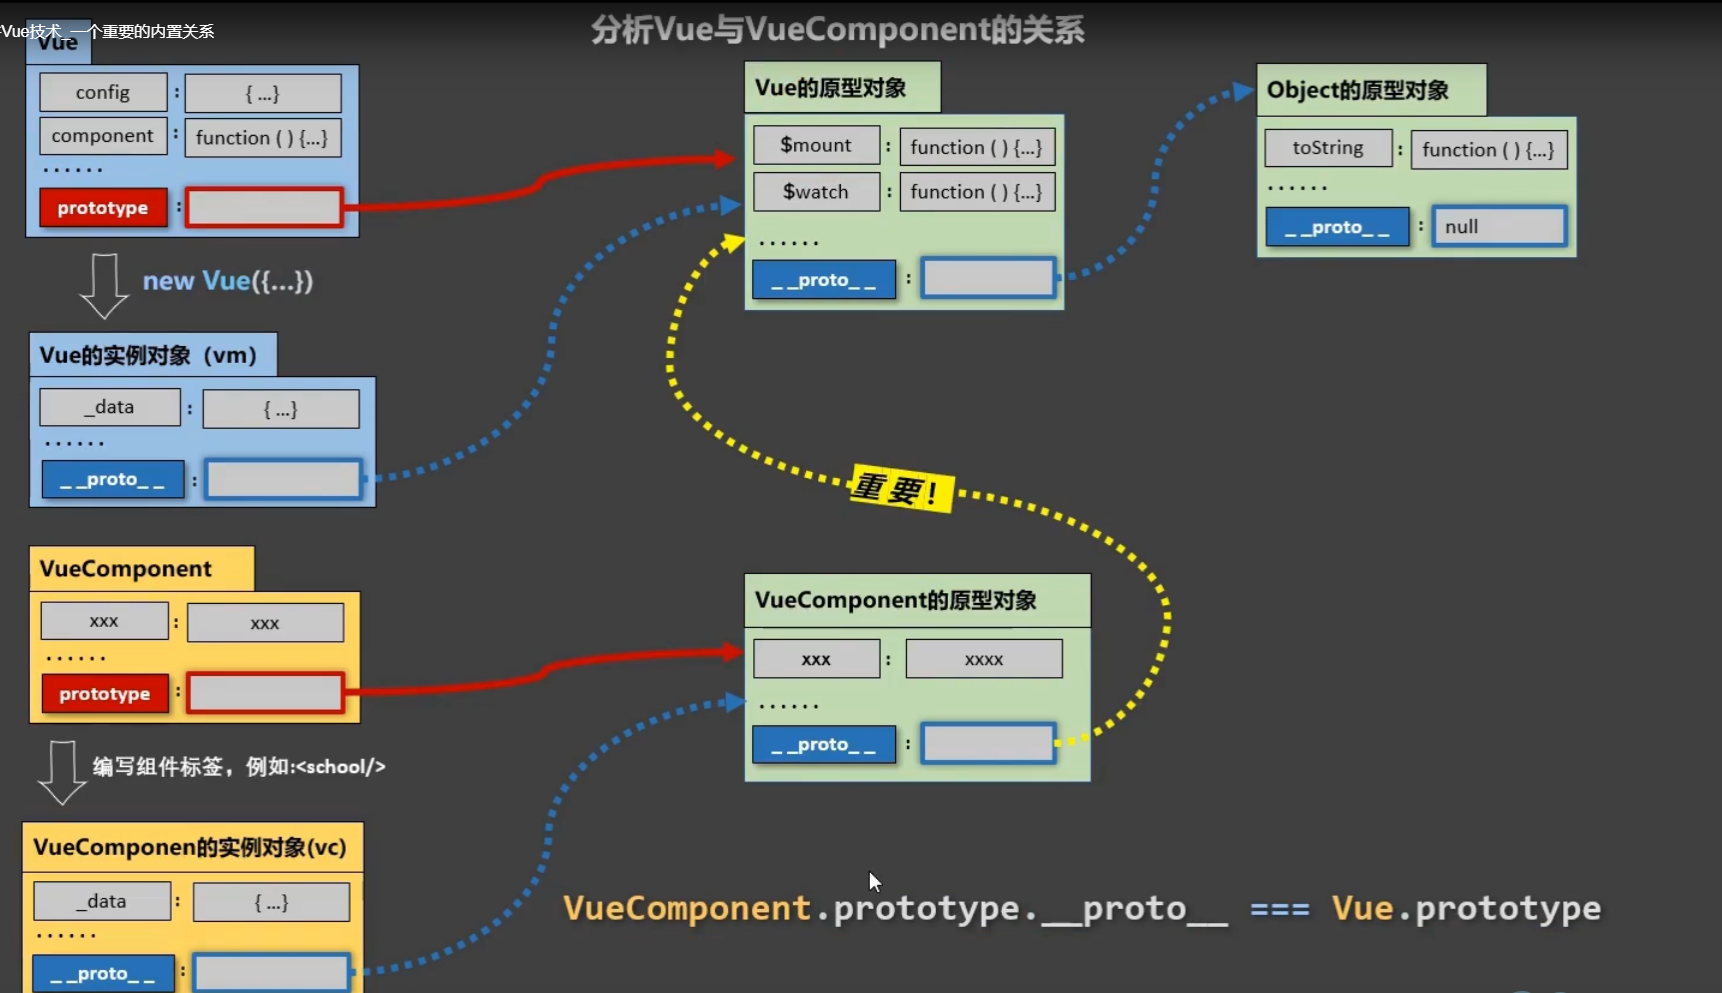 Vue技术_一个重要的内置关系
分析Vue与VueComponent的关系
Vue
config : { ...}
component : function ( ) {...}
......
prototype :
new Vue({...})
Vue的实例对象（vm）
_data : { ...}
......
_ _proto_ _ :
VueComponent
xxx : xxx
......
prototype :
编写组件标签，例如:<school/>
VueComponen的实例对象(vc)
_data : { ...}
......
_ _proto_ _ :
Vue的原型对象
$mount : function ( ) {...}
$watch : function ( ) {...}
......
_ _proto_ _ :
Object的原型对象
toString : function ( ) {...}
......
_ _proto_ _ : null
重要！
VueComponent的原型对象
xxx : xxxx
......
_ _proto_ _ :
VueComponent.prototype.__proto__ === Vue.prototype